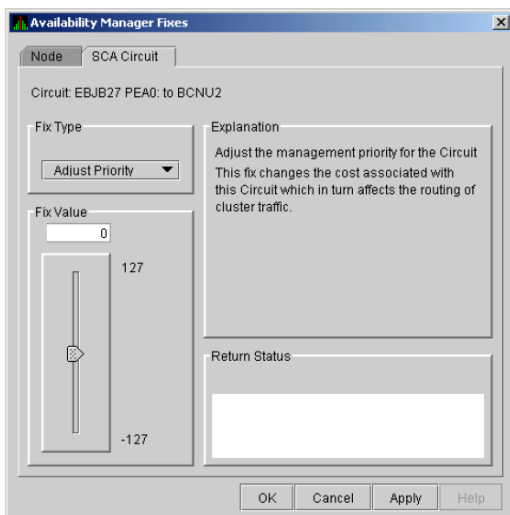 Availability Manager Fixes
Node
SCA Circuit
Circuit: EBJB27 PEA0: to BCNU2
Fix Type
Adjust Priority
Fix Value
0
127
-127
Explanation
Adjust the management priority for the Circuit
This fix changes the cost associated with
this Circuit which in turn affects the routing of
cluster traffic.
Return Status
OK
Cancel
Apply
Help